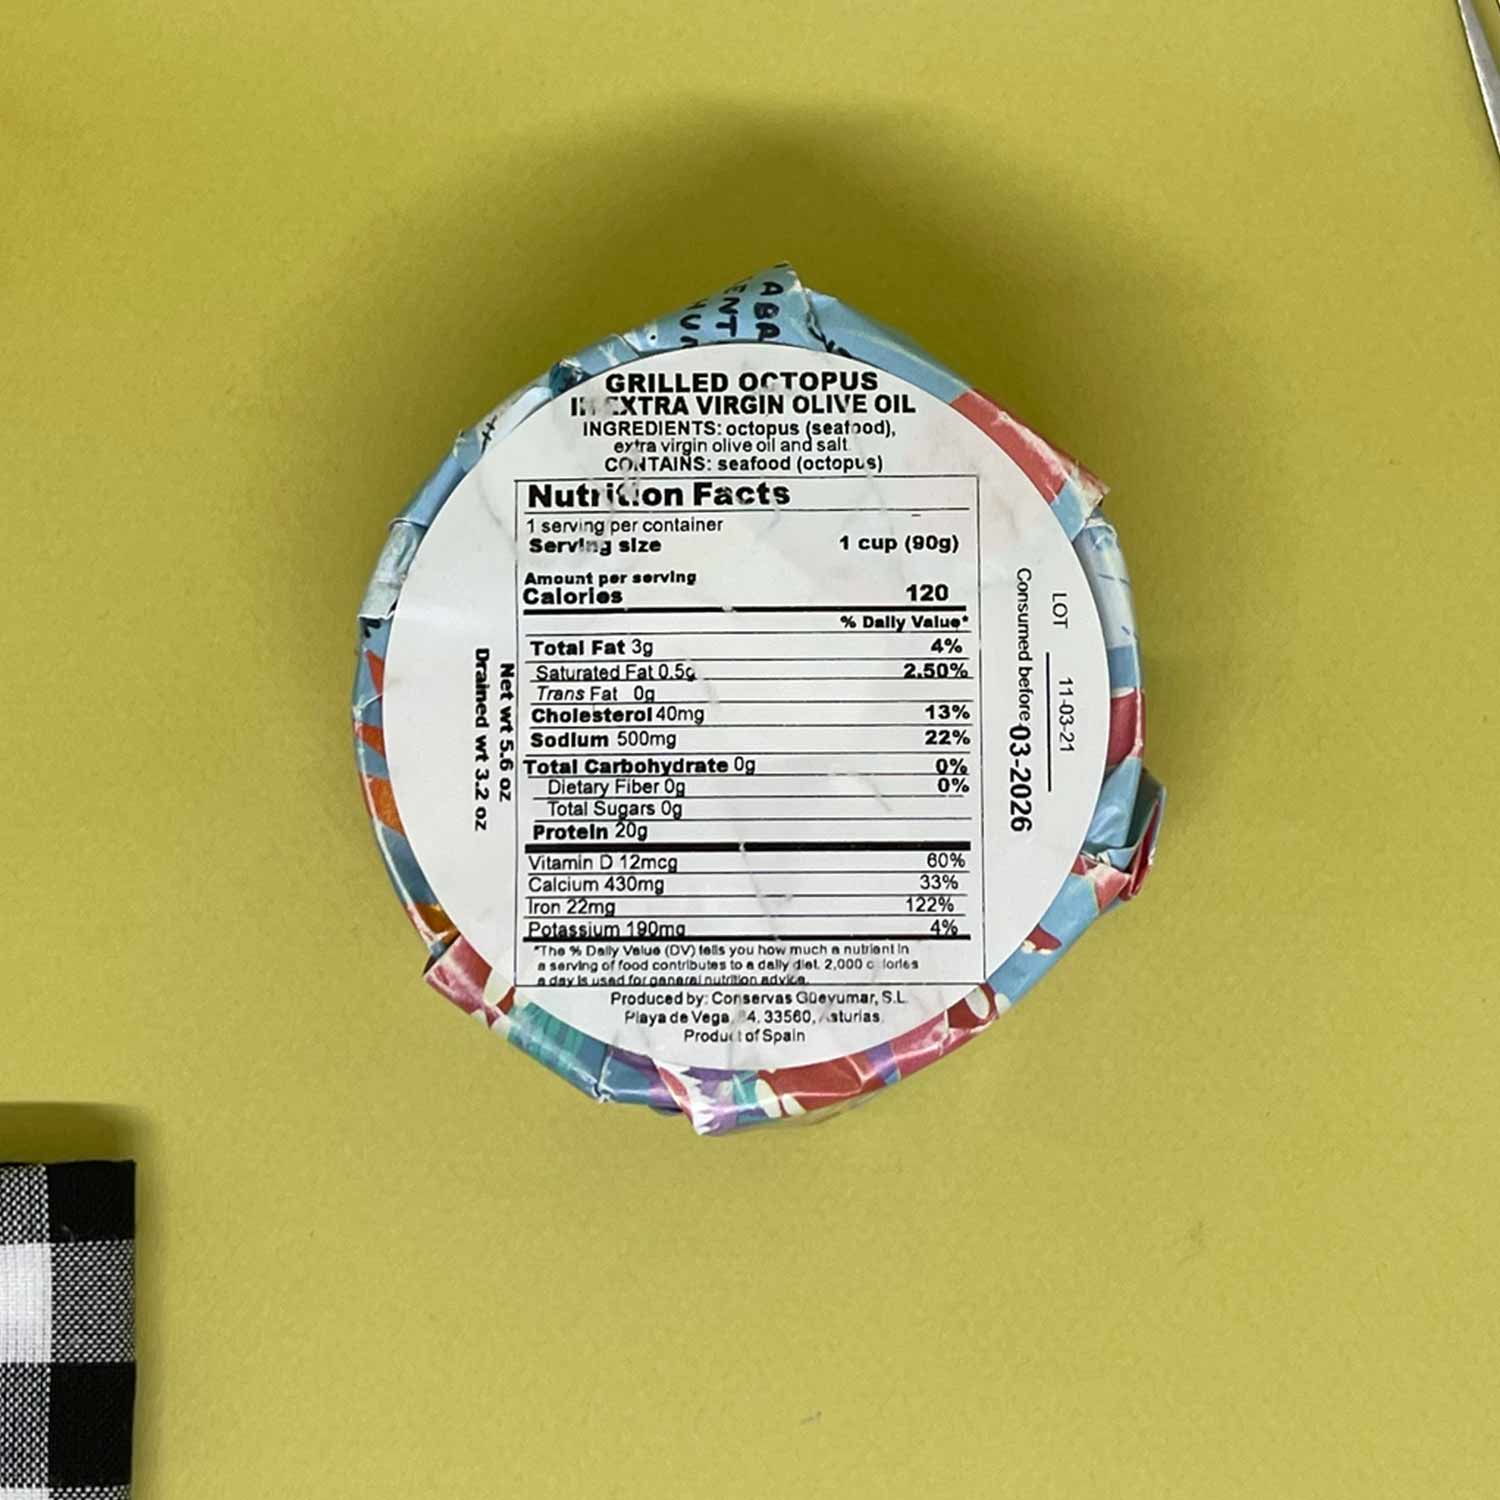 GRILLED OCTOPUS
IN EXTRA VIRGIN OLIVE OIL
INGREDIENTS: octopus (seafood),
extra virgin olive oil and salt.
CONTAINS: seafood (octopus)
Nutrition Facts
1 serving per container
Serving size 1 cup (90g)
Amount per serving
Calories 120
% Daily Value*
Total Fat 3g 4%
Saturated Fat 0.5g 2.50%
Trans Fat 0g
Cholesterol 40mg 13%
Sodium 500mg 22%
Total Carbohydrate 0g 0%
Dietary Fiber 0g 0%
Total Sugars 0g
Protein 20g
Vitamin D 12mcg 60%
Calcium 430mg 33%
Iron 22mg 122%
Potassium 190mg 4%
*The % Daily Value (DV) tells you how much a nutrient in
a serving of food contributes to a daily diet. 2,000 calories
a day is used for general nutrition advice.
Produced by: Conservas Güeyumar, S.L.
Playa de Vega, 33560, Asturias.
Product of Spain
Net wt 5.6 oz
Drained wt 3.2 oz
LOT 11-03-21
Consumed before 03-2026